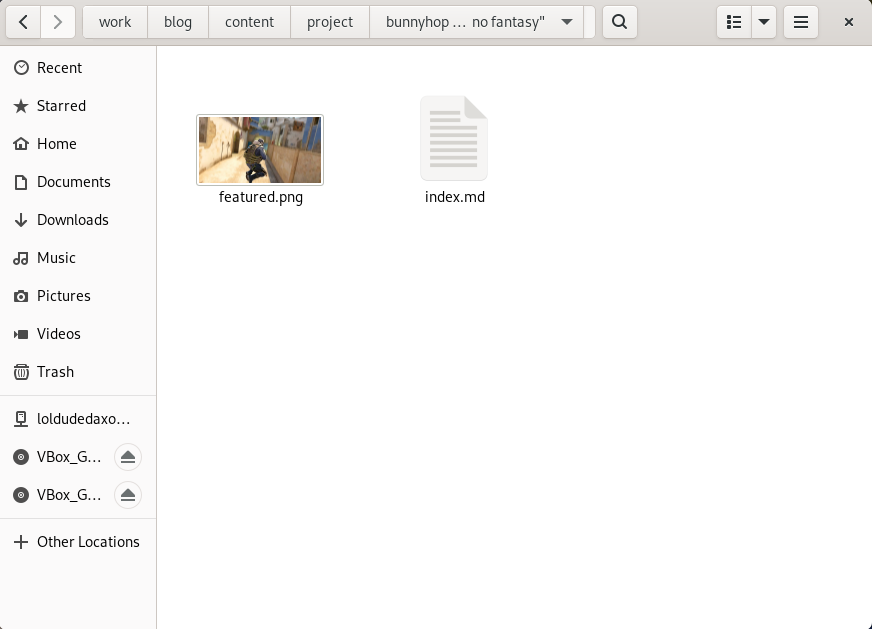 work blog content project bunnyhop ... no fantasy"
Recent
Starred
Home
Documents
Downloads
Music
Pictures
Videos
Trash
loldudedaxo...
VBox_G...
VBox_G...
Other Locations
featured.png index.md